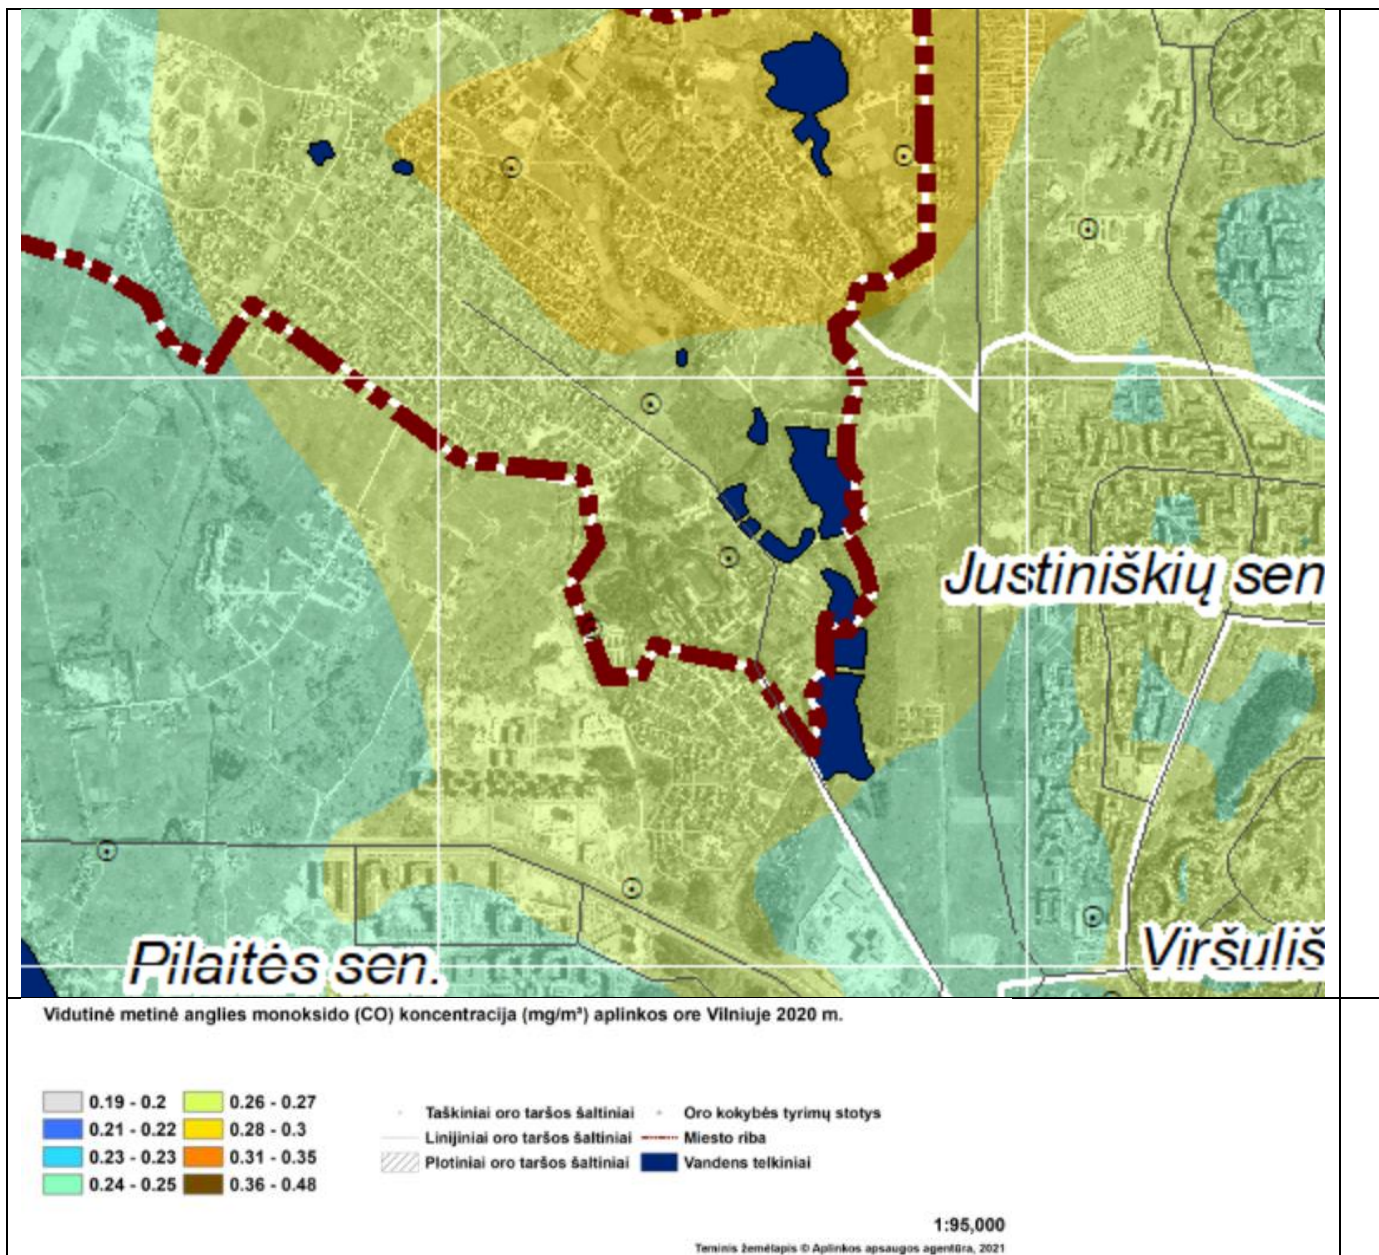 Justiniškių sen
Pilaitės sen.
Viršuliš
Vidutinė metinė anglies monoksido (CO) koncentracija (mg/m³) aplinkos ore Vilniuje 2020 m.
0.19 - 0.2 0.26 - 0.27
0.21 - 0.22 0.28 - 0.3
0.23 - 0.23 0.31 - 0.35
0.24 - 0.25 0.36 - 0.48
Taškiniai oro taršos šaltiniai Oro kokybės tyrimų stotys
Linijiniai oro taršos šaltiniai Miesto riba
Plotiniai oro taršos šaltiniai Vandens telkiniai
1:95,000
Teminis žemėlapis © Aplinkos apsaugos agentūra, 2021